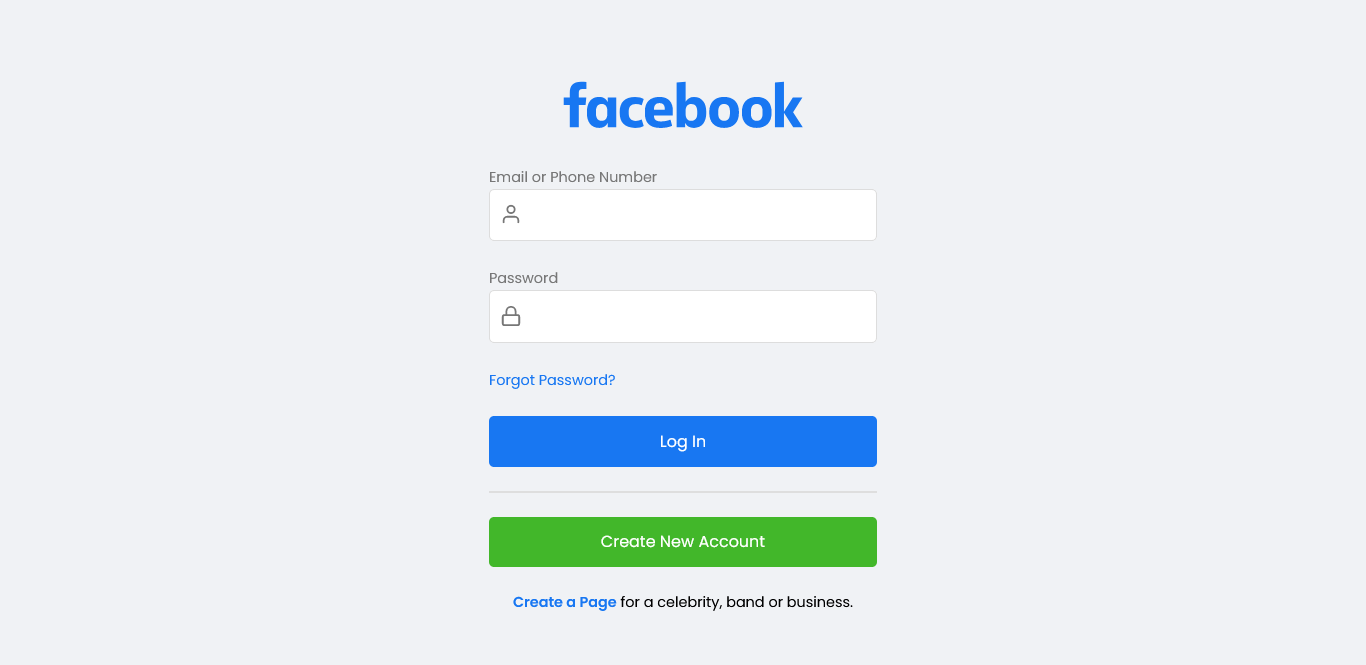 facebook
Email or Phone Number
Password
Forgot Password?
Log In
Create New Account
Create a Page for a celebrity, band or business.